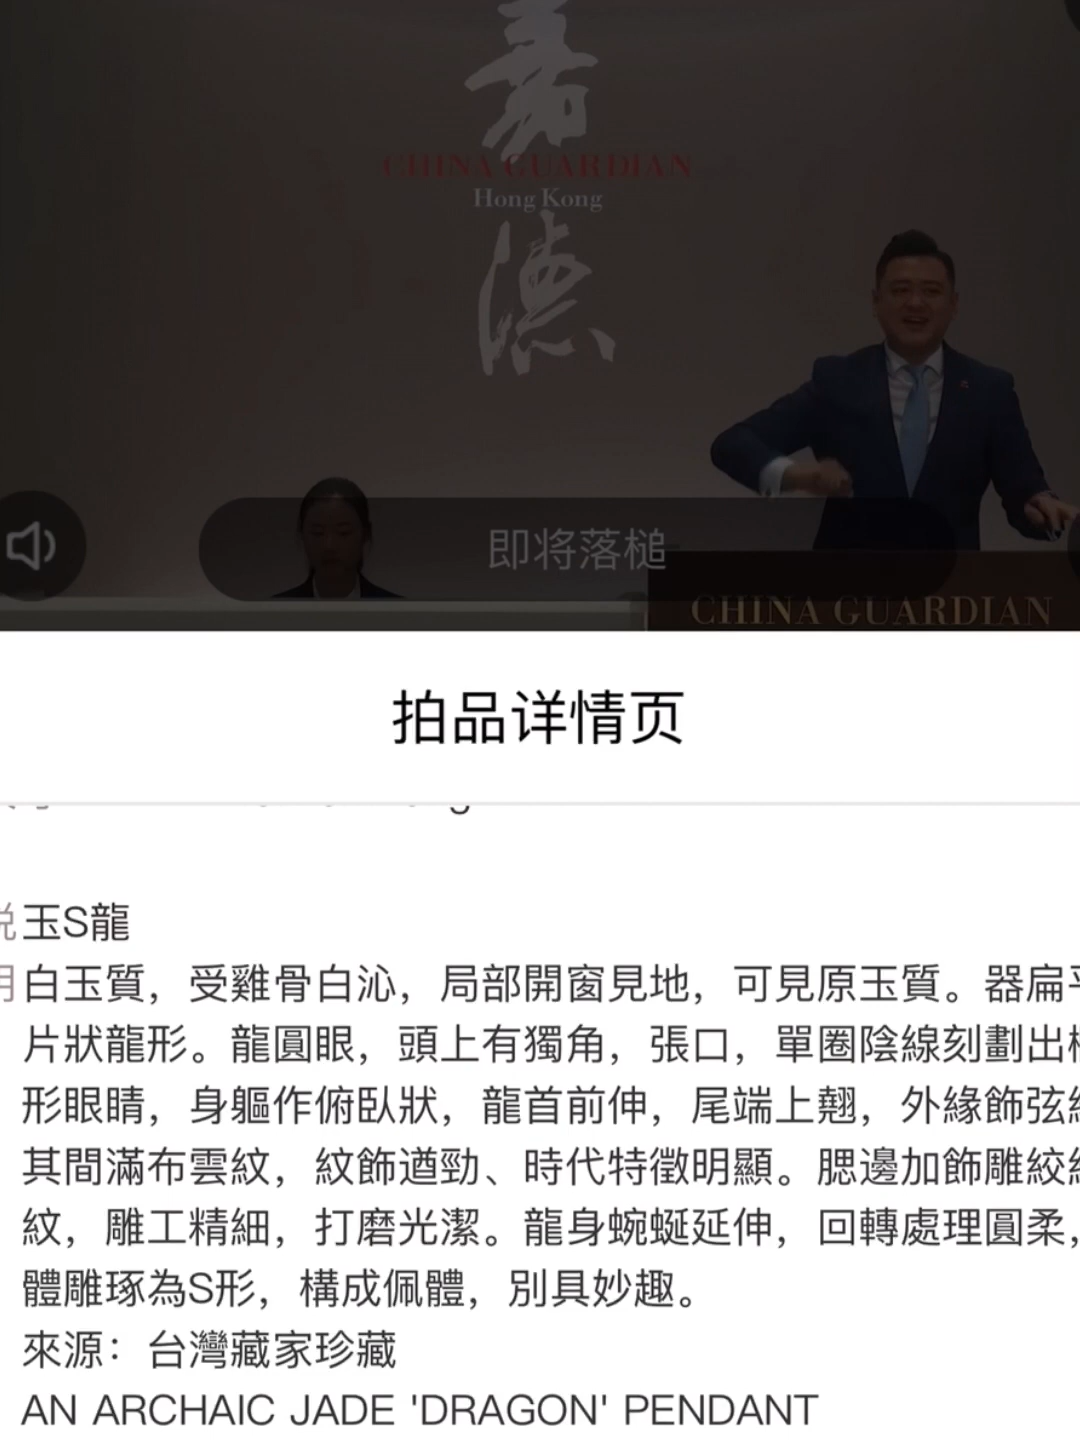 嘉
CHINA GUARDIAN
Hong Kong
德
即将落槌
CHINA GUARDIAN
拍品详情页
玉S龍
白玉質，受雞骨白沁，局部開窗見地，可見原玉質。器扁平
片狀龍形。龍圓眼，頭上有獨角，張口，單圈陰線刻劃出
形眼睛，身軀作俯臥狀，龍首前伸，尾端上翹，外緣飾弦
其間滿布雲紋，紋飾遒勁、時代特徵明顯。腮邊加飾雕絞
紋，雕工精細，打磨光潔。龍身蜿蜒延伸，回轉處理圓柔，
體雕琢為S形，構成佩體，別具妙趣。
來源：台灣藏家珍藏
AN ARCHAIC JADE 'DRAGON' PENDANT